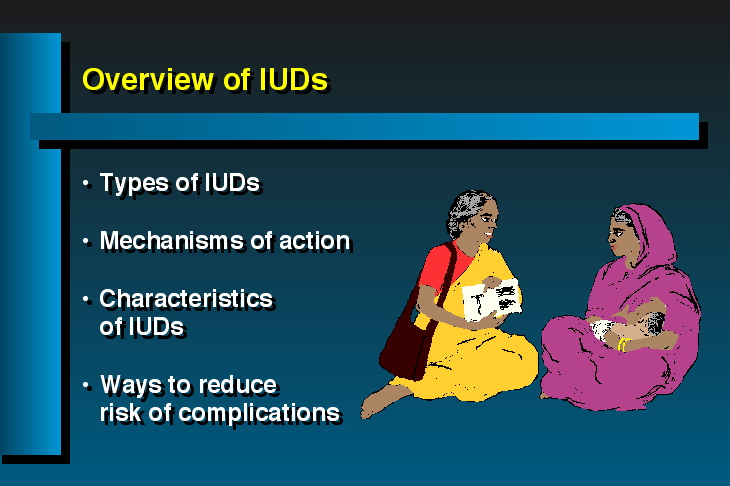 Overview of IUDs
• Types of IUDs
• Mechanisms of action
• Characteristics
of IUDs
• Ways to reduce
risk of complications